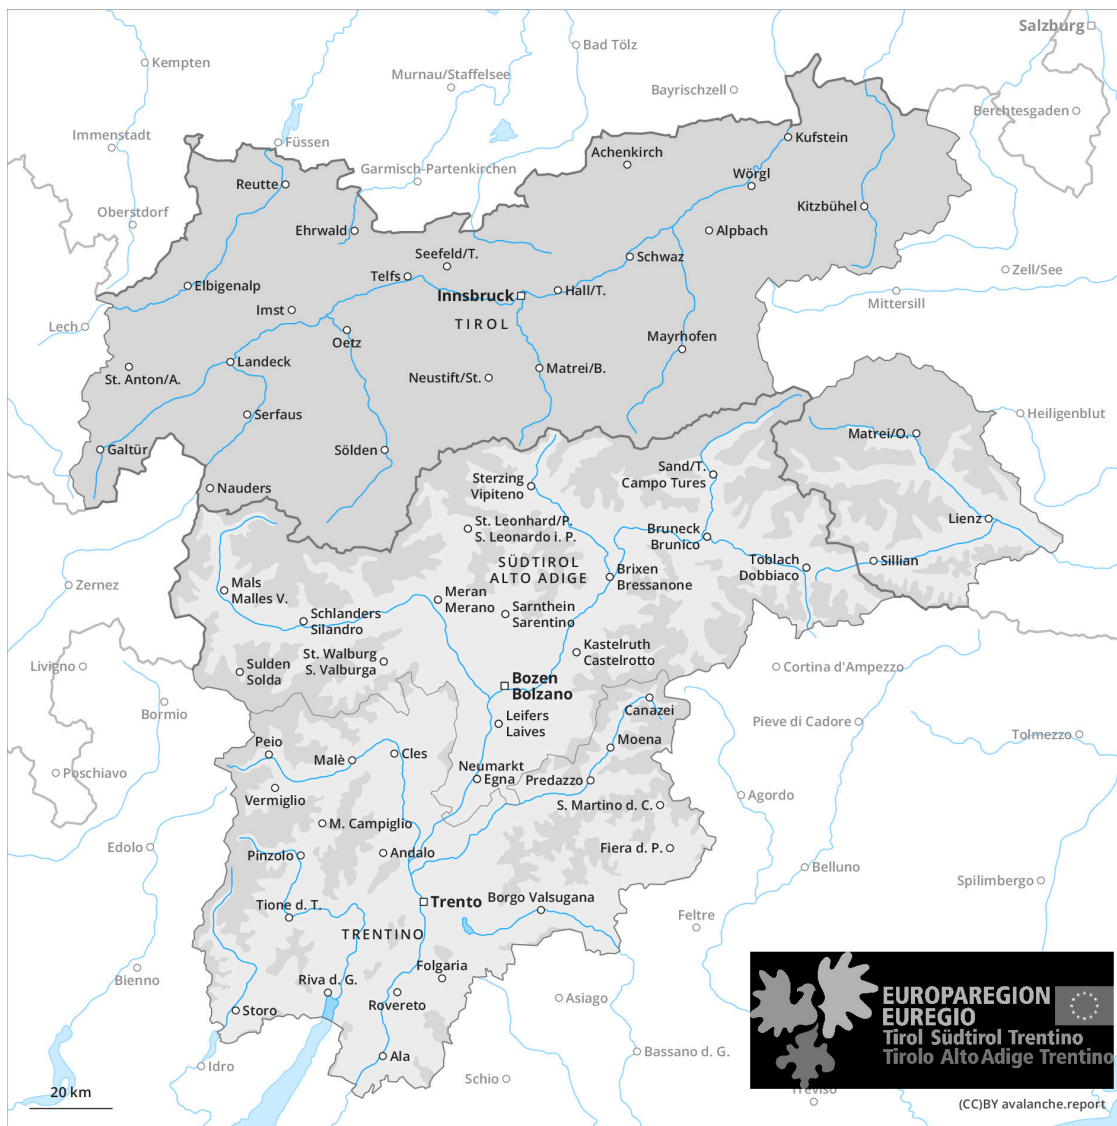 Salzburg
Bad Tölz
Kempten
Murnau/Staffelsee
Bayrischzell
Berchtesgaden
Immenstadt
Füssen
Kufstein
Achenkirch
Garmisch-Partenkirchen
Wörgl
Reutte
Oberstdorf
Kitzbühel
Ehrwald
Alpbach
Seefeld/T.
Schwaz
Zell/See
Telfs
Elbigenalp
Hall/T.
Innsbruck
Mittersill
Imst
TIROL
Lech
Oetz
Mayrhofen
Landeck
Matrei/B.
St. Anton/A.
Neustift/St.
Serfaus
Heiligenblut
Matrei/O.
Galtür
Sölden
Sand/T.
Campo Tures
Sterzing
Vipiteno
Nauders
Lienz
St. Leonhard/P.
S. Leonardo i. P.
Bruneck
Brunico
SÜDTIROL
ALTO ADIGE
Toblach
Dobbiaco
Sillian
Brixen
Bressanone
Zernez
Mals
Malles V.
Meran
Merano
Schlanders
Silandro
Sarnthein
Sarentino
Kastelruth
Castelrotto
St. Walburg
S. Valburga
Livigno
Sulden
Solda
Cortina d'Ampezzo
Bozen
Bolzano
Canazei
Bormio
Leifers
Laives
Pieve di Cadore
Tolmezzo
Peio
Moena
Malè
Cles
Poschiavo
Neumarkt
Egna
Predazzo
Vermiglio
Agordo
S. Martino d. C.
M. Campiglio
Edolo
Pinzolo
Andalo
Fiera d. P.
Belluno
Spilimbergo
Trento
Borgo Valsugana
Tione d. T.
Feltre
TRENTINO
Bienno
Folgaria
Riva d. G.
Rovereto
Asiago
Storo
EUROPAREGION
EUREGIO
Tirol Südtirol Trentino
Tirolo Alto Adige Trentino
Ala
Bassano d. G.
Idro
Schio
20 km
Treviso
(CC)BY avalanche.report